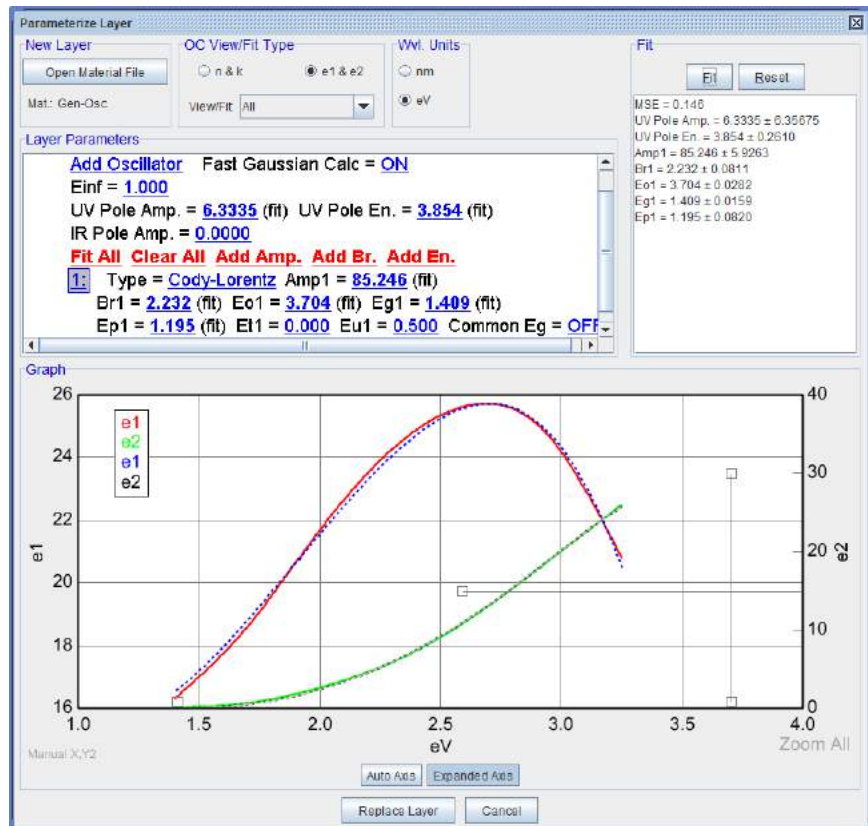 Parameterize Layer
New Layer
Open Material File
Mat.: Gen-Osc
OC View/Fit Type
n & k e1 & e2
View/Fit: All
Wvl. Units
nm
eV
Fit
Fit Reset
MSE = 0.146
UV Pole Amp. = 6.3335 ± 6.35675
UV Pole En. = 3.854 ± 0.2610
Amp1 = 85.246 ± 5.9263
Br1 = 2.232 ± 0.0811
Eo1 = 3.704 ± 0.0282
Eg1 = 1.409 ± 0.0159
Ep1 = 1.195 ± 0.0820
Layer Parameters
Add Oscillator Fast Gaussian Calc = ON
Einf = 1.000
UV Pole Amp. = 6.3335 (fit) UV Pole En. = 3.854 (fit)
IR Pole Amp. = 0.0000
Fit All Clear All Add Amp. Add Br. Add En.
1: Type = Cody-Lorentz Amp1 = 85.246 (fit)
Br1 = 2.232 (fit) Eo1 = 3.704 (fit) Eg1 = 1.409 (fit)
Ep1 = 1.195 (fit) Et1 = 0.000 Eu1 = 0.500 Common Eg = OFF
Graph
26 40
e1
e2
e1
e2
24
30
22
e1 20 20 e2
18
10
16 0
1.0 1.5 2.0 2.5 3.0 3.5 4.0
eV
Manual X,Y2 Zoom All
Auto Axis Expanded Axis
Replace Layer Cancel